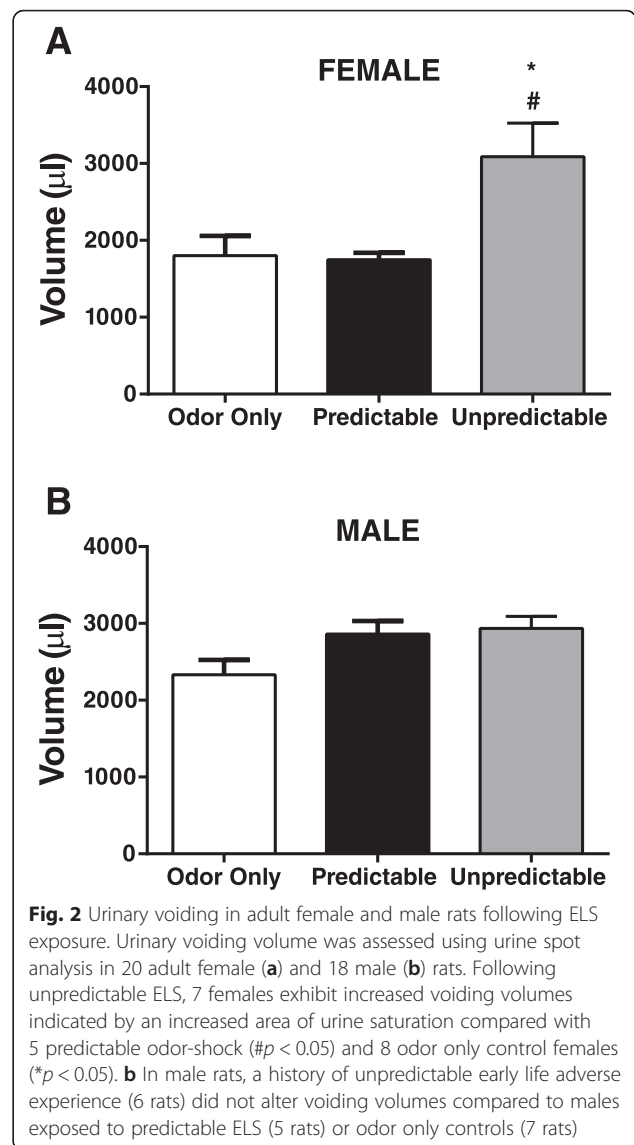 A
FEMALE
*
#
4000
3000
2000
1000
0
Volume (μl)
Odor Only Predictable Unpredictable
B
MALE
4000
3000
2000
1000
0
Volume (μl)
Odor Only Predictable Unpredictable
Fig. 2 Urinary voiding in adult female and male rats following ELS
exposure. Urinary voiding volume was assessed using urine spot
analysis in 20 adult female (a) and 18 male (b) rats. Following
unpredictable ELS, 7 females exhibit increased voiding volumes
indicated by an increased area of urine saturation compared with
5 predictable odor-shock (#p < 0.05) and 8 odor only control females
(*p < 0.05). b In male rats, a history of unpredictable early life adverse
experience (6 rats) did not alter voiding volumes compared to males
exposed to predictable ELS (5 rats) or odor only controls (7 rats)